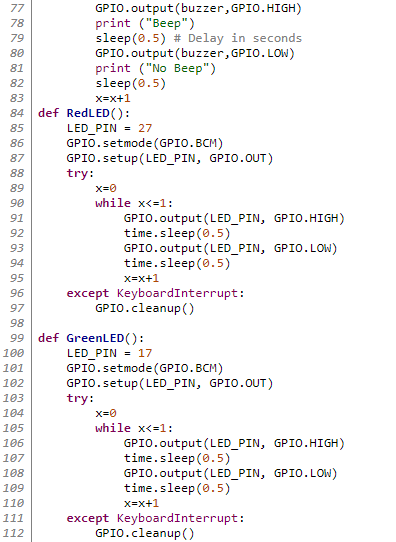 77 GPIO.output(buzzer,GPIO.HIGH)
78 print ("Beep")
79 sleep(0.5) # Delay in seconds
80 GPIO.output(buzzer,GPIO.LOW)
81 print ("No Beep")
82 sleep(0.5)
83 x=x+1
84 def RedLED():
85 LED_PIN = 27
86 GPIO.setmode(GPIO.BCM)
87 GPIO.setup(LED_PIN, GPIO.OUT)
88 try:
89 x=0
90 while x<=1:
91 GPIO.output(LED_PIN, GPIO.HIGH)
92 time.sleep(0.5)
93 GPIO.output(LED_PIN, GPIO.LOW)
94 time.sleep(0.5)
95 x=x+1
96 except KeyboardInterrupt:
97 GPIO.cleanup()
98
99 def GreenLED():
100 LED_PIN = 17
101 GPIO.setmode(GPIO.BCM)
102 GPIO.setup(LED_PIN, GPIO.OUT)
103 try:
104 x=0
105 while x<=1:
106 GPIO.output(LED_PIN, GPIO.HIGH)
107 time.sleep(0.5)
108 GPIO.output(LED_PIN, GPIO.LOW)
109 time.sleep(0.5)
110 x=x+1
111 except KeyboardInterrupt:
112 GPIO.cleanup()